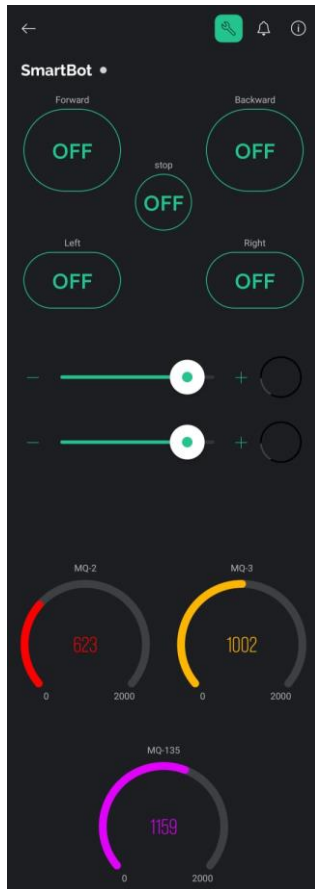 SmartBot
Forward Backward
OFF OFF
stop
OFF
Left Right
OFF OFF
− +
− +
MQ-2 MQ-3
623 1002
0 2000 0 2000
MQ-135
1159
0 2000